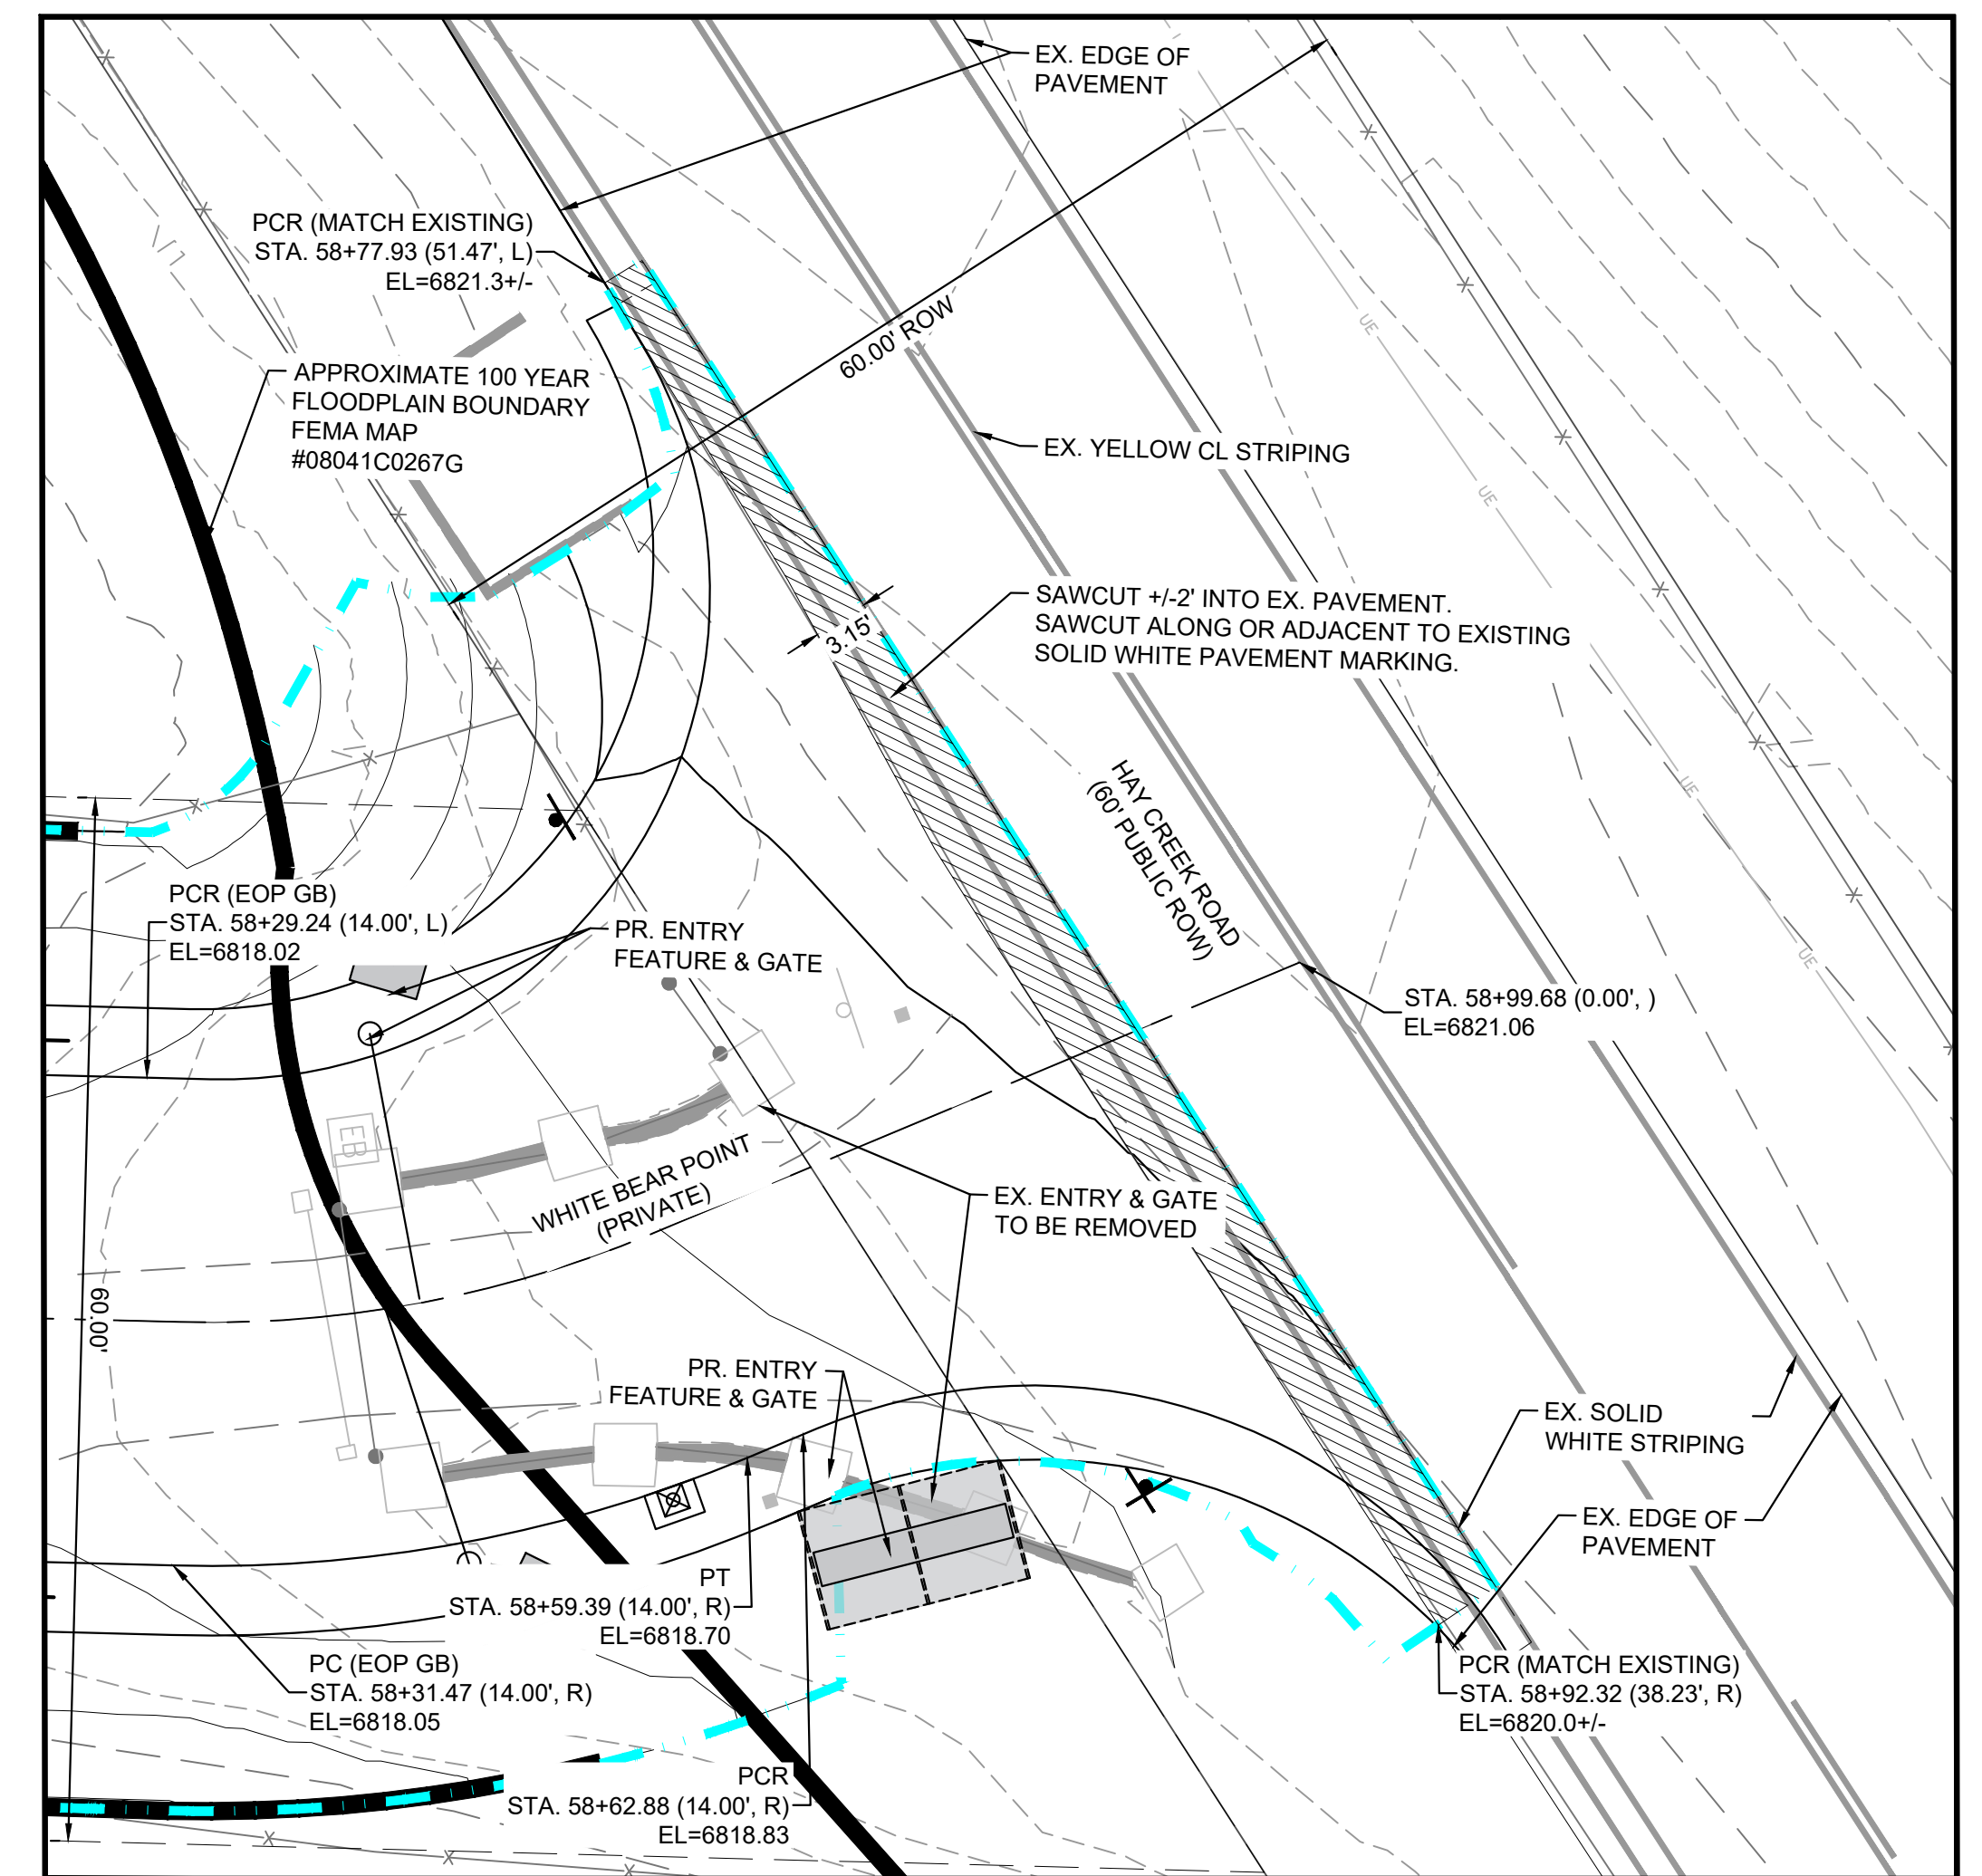 EX. EDGE OF
PAVEMENT
PCR (MATCH EXISTING)
STA. 58+77.93 (51.47', L)
EL=6821.3+/-
60.00' ROW
UE
APPROXIMATE 100 YEAR
FLOODPLAIN BOUNDARY
FEMA MAP
#08041C0267G
EX. YELLOW CL STRIPING
UE
SAWCUT +/-2' INTO EX. PAVEMENT.
SAWCUT ALONG OR ADJACENT TO EXISTING
SOLID WHITE PAVEMENT MARKING.
3.15'
UE
HAY CREEK ROAD
(60' PUBLIC ROW)
PCR (EOP GB)
STA. 58+29.24 (14.00', L)
EL=6818.02
PR. ENTRY
FEATURE & GATE
UE
STA. 58+99.68 (0.00', )
EL=6821.06
EB
WHITE BEAR POINT
(PRIVATE)
EX. ENTRY & GATE
TO BE REMOVED
60.00'
PR. ENTRY
FEATURE & GATE
EX. SOLID
WHITE STRIPING
EX. EDGE OF
PAVEMENT
PT
STA. 58+59.39 (14.00', R)
EL=6818.70
PC (EOP GB)
STA. 58+31.47 (14.00', R)
EL=6818.05
PCR (MATCH EXISTING)
STA. 58+92.32 (38.23', R)
EL=6820.0+/-
PCR
STA. 58+62.88 (14.00', R)
EL=6818.83